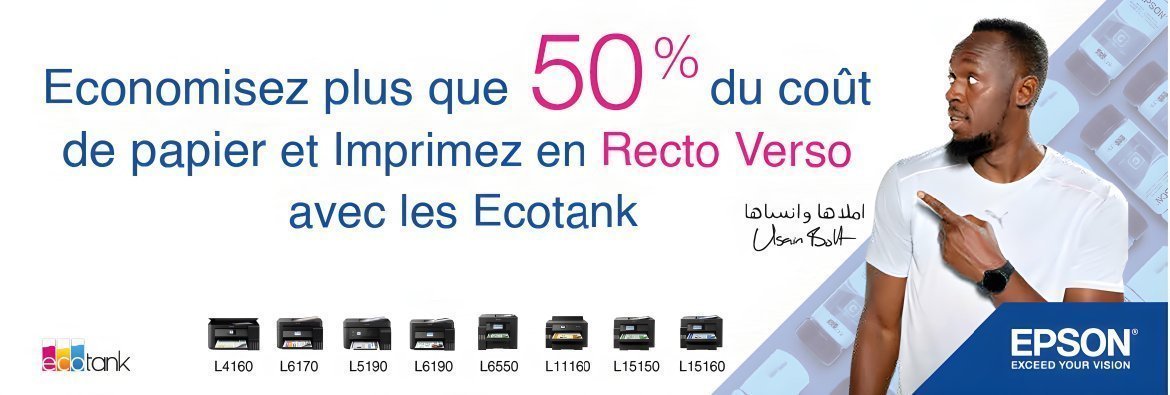 Economisez plus que 50% du coût
de papier et Imprimez en Recto Verso
avec les Ecotank
املاها وانساها
Usain Bolt
ecotank
L4160 L6170 L5190 L6190 L6550 L11160 L15150 L15160
EPSON®
EXCEED YOUR VISION